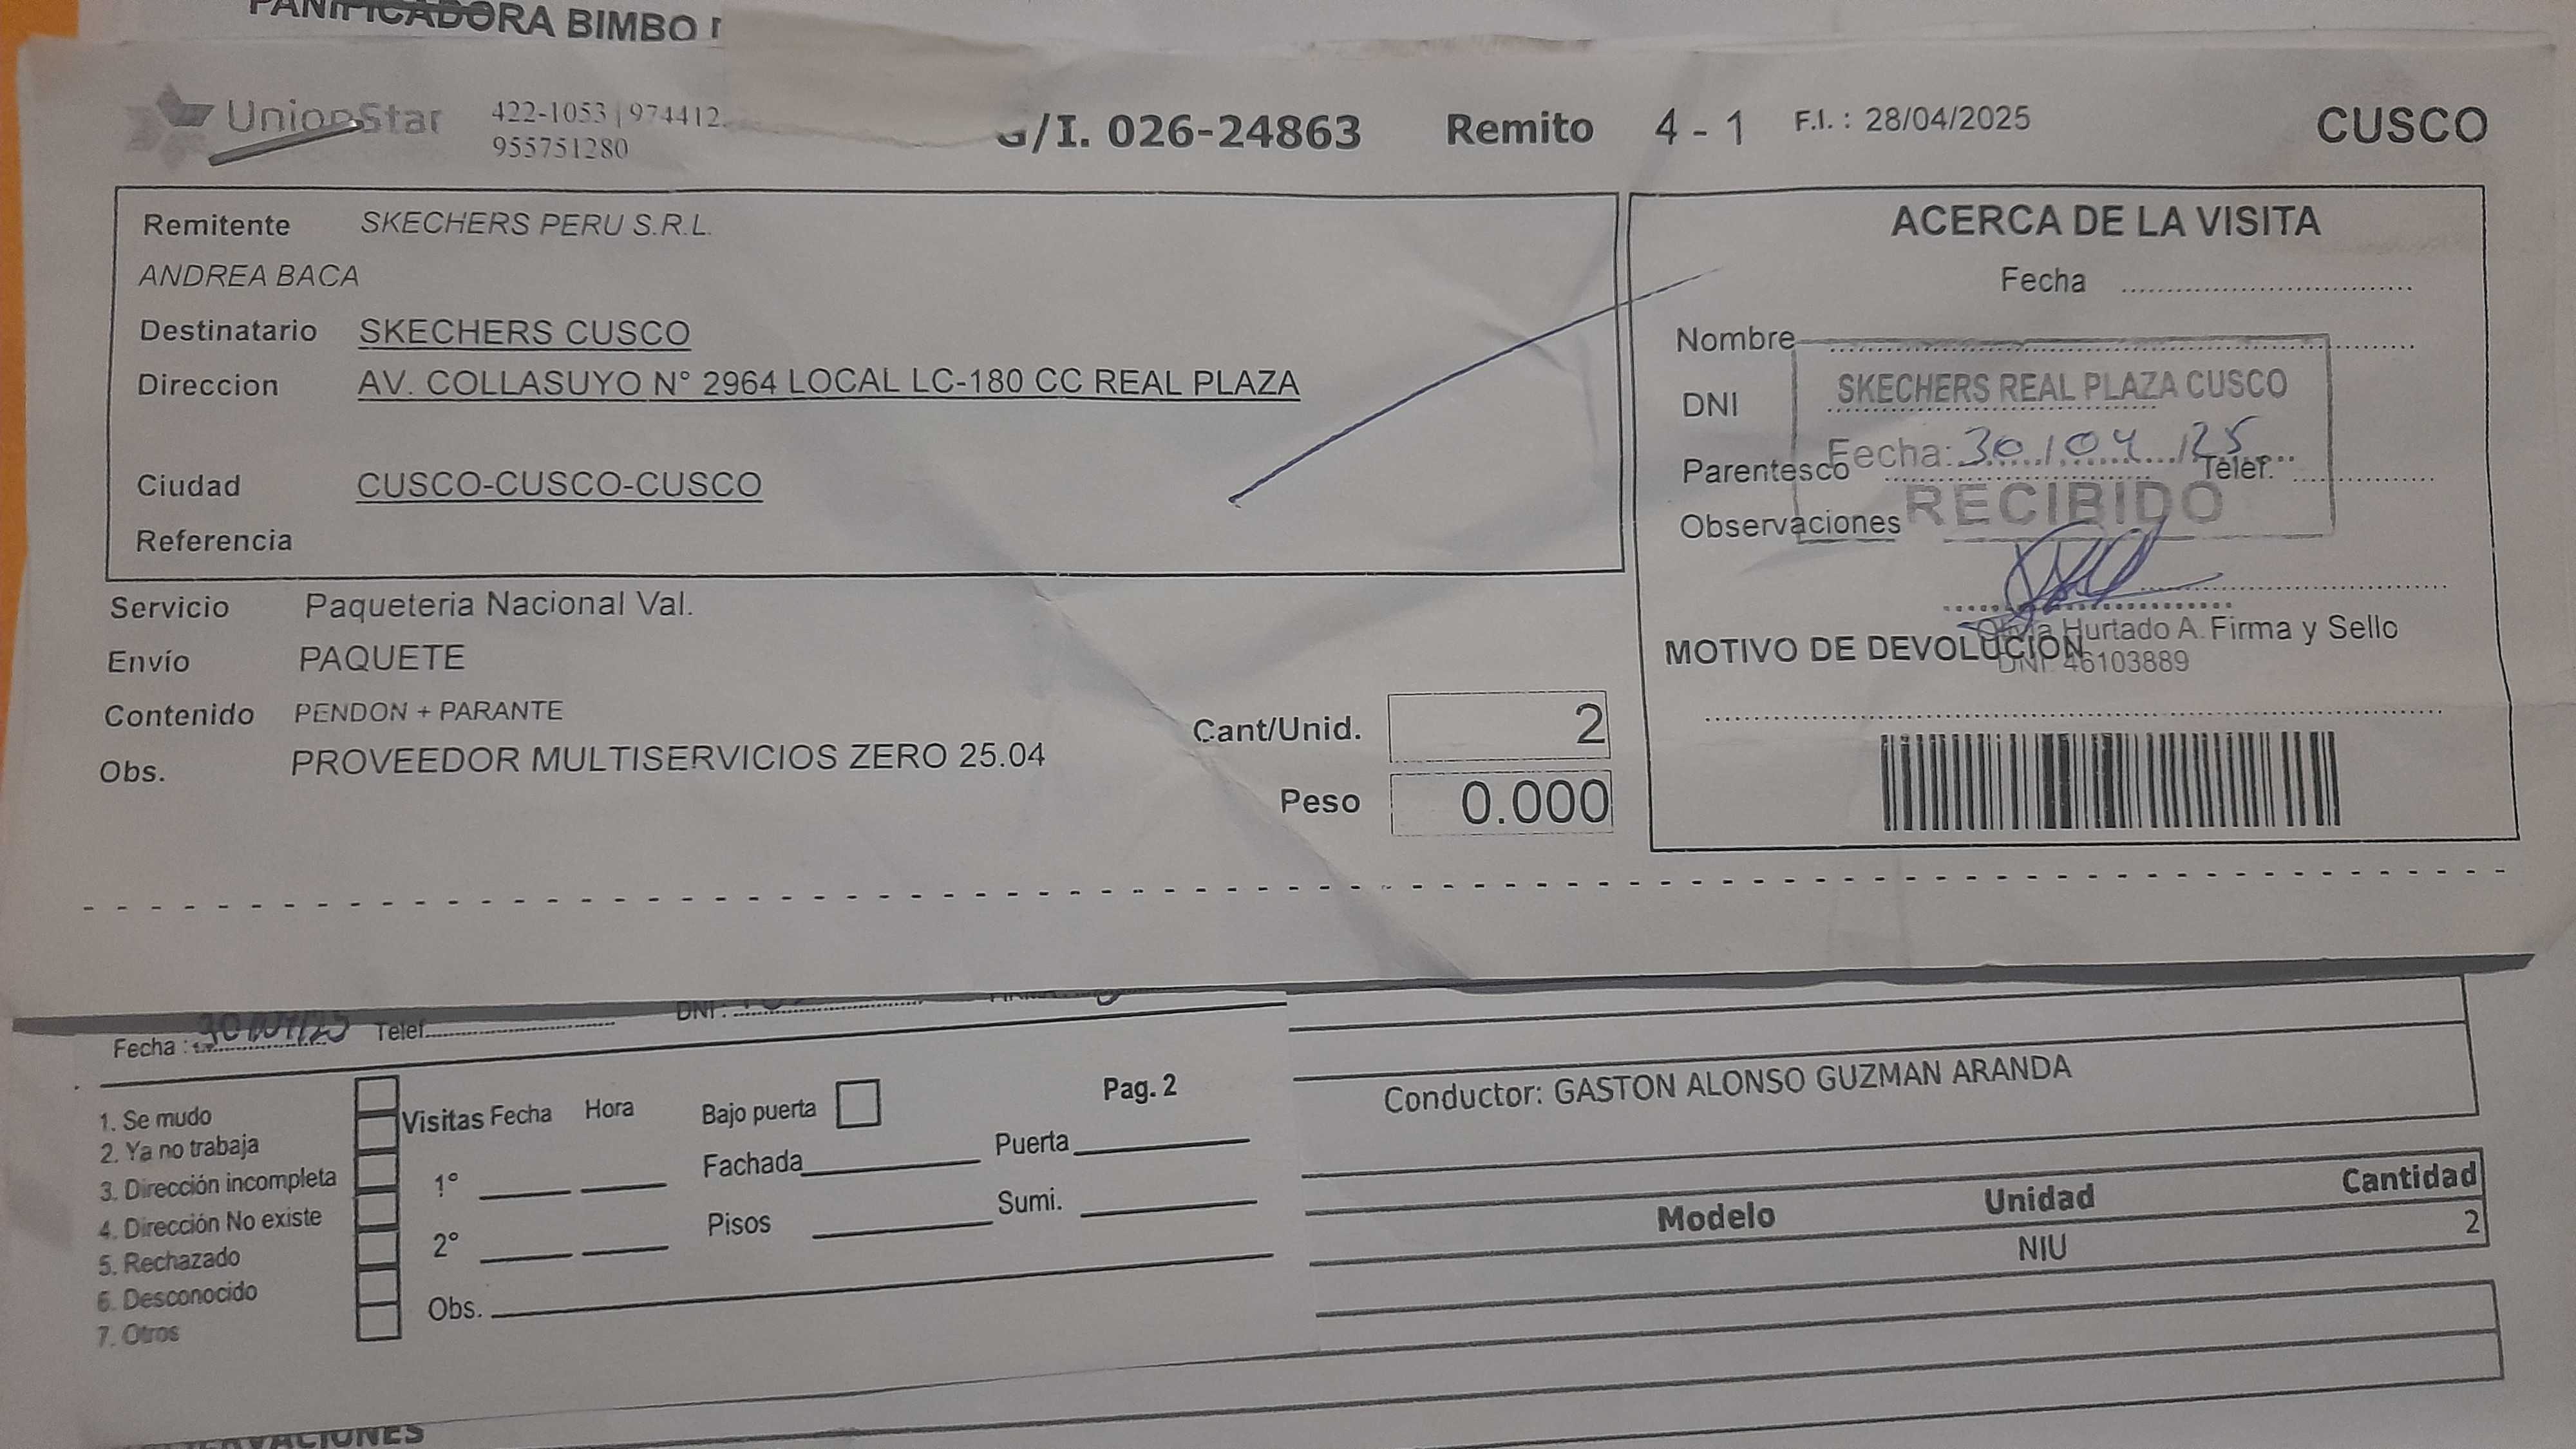 PANIFICADORA BIMBO
UnionStar
422-1053 | 974412
955751280
G/I. 026-24863 Remito 4 - 1 F.I. : 28/04/2025 CUSCO
Remitente SKECHERS PERU S.R.L.
ANDREA BACA
Destinatario SKECHERS CUSCO
Direccion AV. COLLASUYO N° 2964 LOCAL LC-180 CC REAL PLAZA
Ciudad CUSCO-CUSCO-CUSCO
Referencia
Servicio Paqueteria Nacional Val.
Envío PAQUETE
Contenido PENDON + PARANTE
Obs. PROVEEDOR MULTISERVICIOS ZERO 25.04
Cant/Unid. 2
Peso 0.000
ACERCA DE LA VISITA
Fecha
Nombre
SKECHERS REAL PLAZA CUSCO
DNI
Fecha: 30/04/25
Parentesco Telef.
RECIBIDO
Observaciones
Hurtado A. Firma y Sello
MOTIVO DE DEVOLUCIÓN
DNI 46103889
Fecha : 30/04/25 Telef. DNI :
1. Se mudo
2. Ya no trabaja
3. Dirección incompleta
4. Dirección No existe
5. Rechazado
6. Desconocido
7. Otros
Visitas Fecha Hora
1°
2°
Obs.
Bajo puerta Pag. 2
Fachada Puerta
Pisos Sumi.
Conductor: GASTON ALONSO GUZMAN ARANDA
Modelo Unidad Cantidad
NIU 2